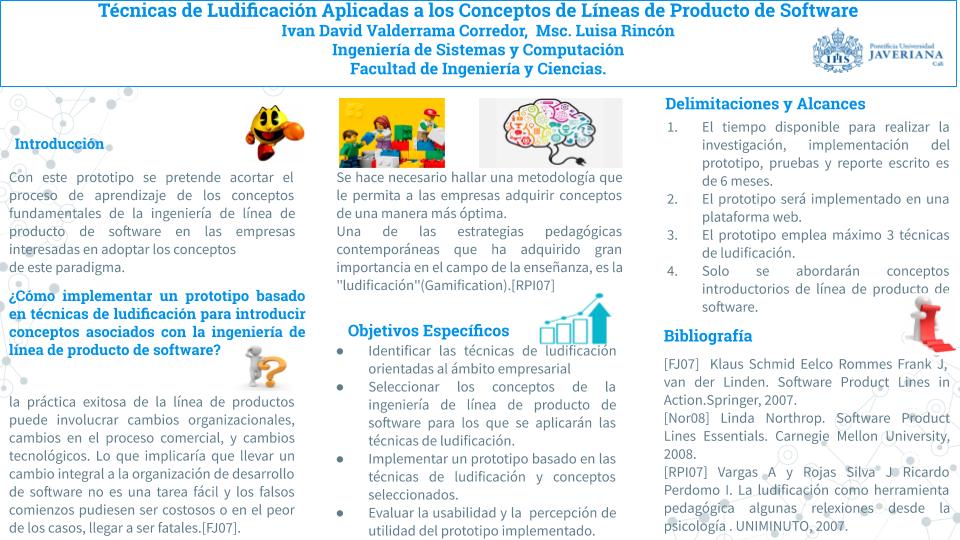 Técnicas de Ludificación Aplicadas a los Conceptos de Líneas de Producto de Software
Ivan David Valderrama Corredor,  Msc. Luisa Rincón
Ingeniería de Sistemas y Computación
Facultad de Ingeniería y Ciencias.
Pontificia Universidad
JAVERIANA
Cali
Introducción
Con este prototipo se pretende acortar el
proceso de aprendizaje de los conceptos
fundamentales de la ingeniería de línea de
producto de software en las empresas
interesadas en adoptar los conceptos
de este paradigma.
¿Cómo implementar un prototipo basado
en técnicas de ludificación para introducir
conceptos asociados con la ingeniería de
línea de producto de software?
la práctica exitosa de la línea de productos
puede involucrar cambios organizacionales,
cambios en el proceso comercial, y cambios
tecnológicos. Lo que implicaría que llevar un
cambio integral a la organización de desarrollo
de software no es una tarea fácil y los falsos
comienzos pudiesen ser costosos o en el peor
de los casos, llegar a ser fatales.[FJ07].
Se hace necesario hallar una metodología que
le permita a las empresas adquirir conceptos
de una manera más óptima.
Una de las estrategias pedagógicas
contemporáneas que ha adquirido gran
importancia en el campo de la enseñanza, es la
"ludificación"(Gamification).[RPI07]
Objetivos Específicos
● Identificar las técnicas de ludificación
orientadas al ámbito empresarial
● Seleccionar los conceptos de la
ingeniería de línea de producto de
software para los que se aplicarán las
técnicas de ludificación.
● Implementar un prototipo basado en las
técnicas de ludificación y conceptos
seleccionados.
● Evaluar la usabilidad y la  percepción de
utilidad del prototipo implementado.
Delimitaciones y Alcances
1. El tiempo disponible para realizar la
investigación, implementación del
prototipo, pruebas y reporte escrito es
de 6 meses.
2. El prototipo será implementado en una
plataforma web.
3. El prototipo emplea máximo 3 técnicas
de ludificación.
4. Solo se abordarán conceptos
introductorios de línea de producto de
software.
Bibliografía
[FJ07]  Klaus Schmid Eelco Rommes Frank J,
van der Linden. Software Product Lines in
Action.Springer, 2007.
[Nor08] Linda Northrop. Software Product
Lines Essentials. Carnegie Mellon University,
2008.
[RPI07] Vargas A y Rojas Silva J Ricardo
Perdomo I. La ludificación como herramienta
pedagógica algunas relexiones desde la
psicología . UNIMINUTO, 2007.